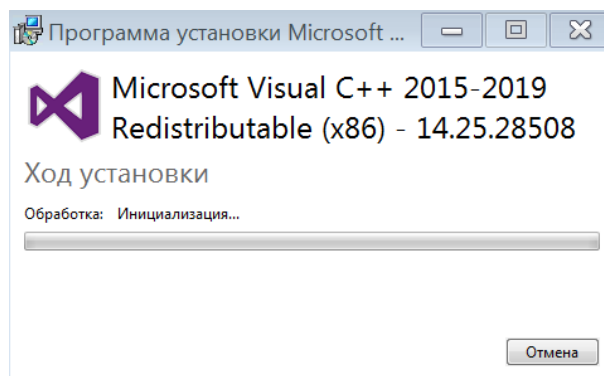 Программа установки Microsoft ...
Microsoft Visual C++ 2015-2019
Redistributable (x86) - 14.25.28508
Ход установки
Обработка: Инициализация...
Отмена